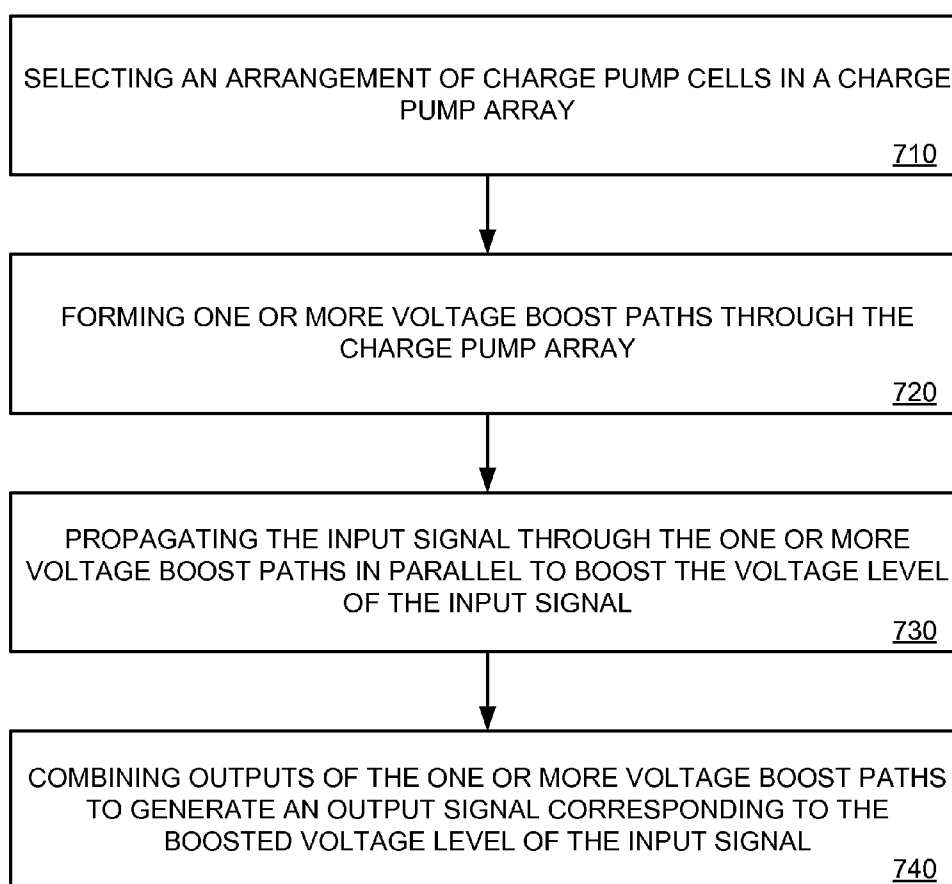 SELECTING AN ARRANGEMENT OF CHARGE PUMP CELLS IN A CHARGE
PUMP ARRAY
710
FORMING ONE OR MORE VOLTAGE BOOST PATHS THROUGH THE
CHARGE PUMP ARRAY
720
PROPAGATING THE INPUT SIGNAL THROUGH THE ONE OR MORE
VOLTAGE BOOST PATHS IN PARALLEL TO BOOST THE VOLTAGE LEVEL
OF THE INPUT SIGNAL
730
COMBINING OUTPUTS OF THE ONE OR MORE VOLTAGE BOOST PATHS
TO GENERATE AN OUTPUT SIGNAL CORRESPONDING TO THE
BOOSTED VOLTAGE LEVEL OF THE INPUT SIGNAL
740